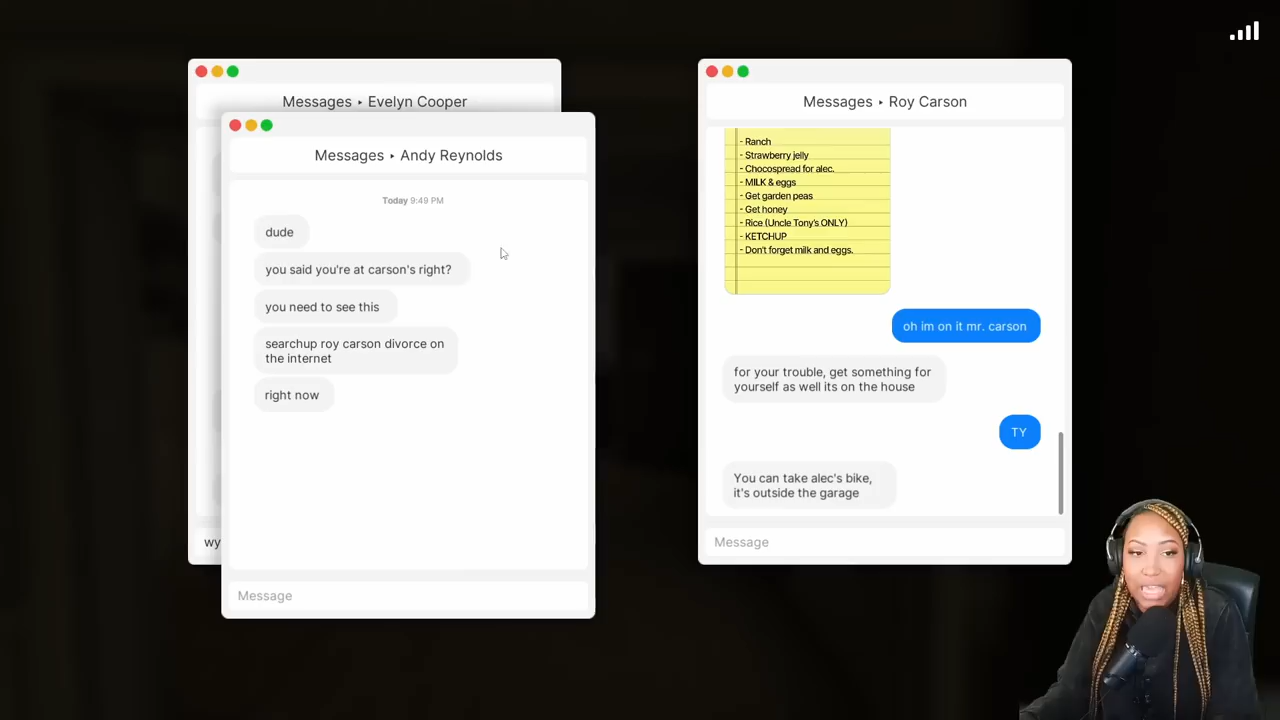 Messages ‣ Evelyn Cooper
wy
Messages ‣ Andy Reynolds
Today 9:49 PM
dude
you said you're at carson's right?
you need to see this
searchup roy carson divorce on
the internet
right now
Message
Messages ‣ Roy Carson
- Ranch
- Strawberry jelly
- Chocospread for alec.
- MILK & eggs
- Get garden peas
- Get honey
- Rice (Uncle Tony's ONLY)
- KETCHUP
- Don't forget milk and eggs.
oh im on it mr. carson
for your trouble, get something for
yourself as well its on the house
TY
You can take alec's bike,
it's outside the garage
Message